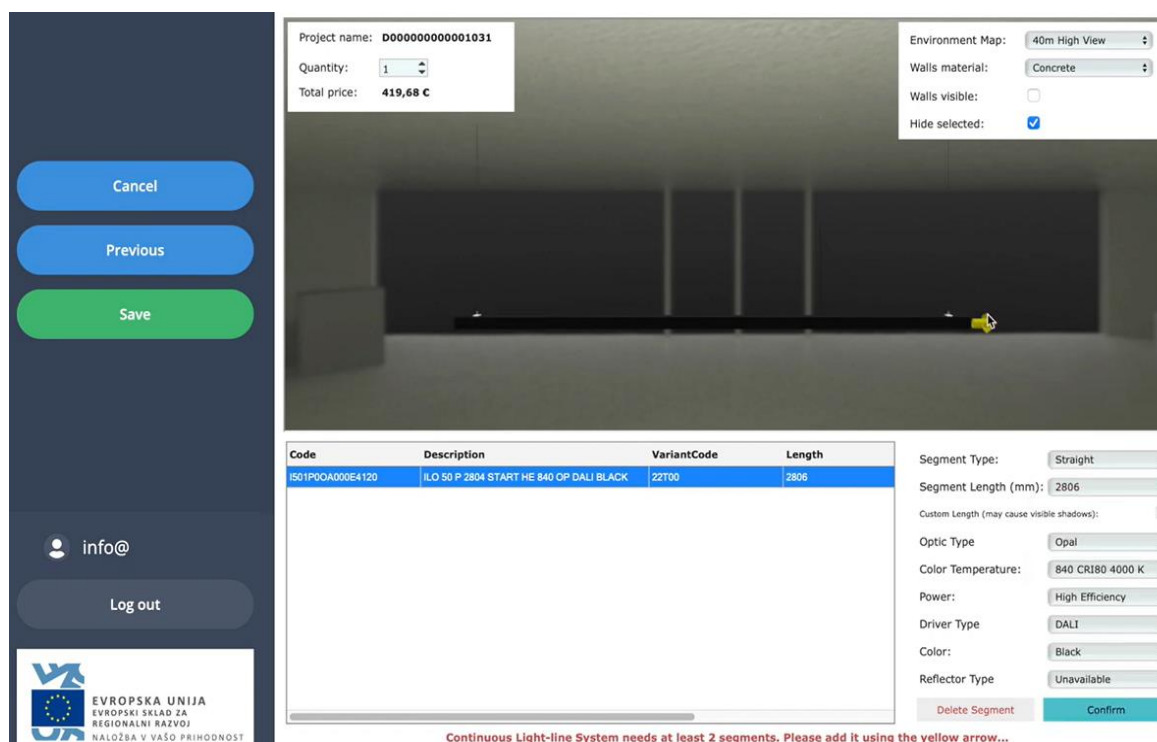 Cancel
Previous
Save
info@
Log out
EVROPSKA UNIJA
EVROPSKI SKLAD ZA
REGIONALNI RAZVOJ
NALOŽBA V VAŠO PRIHODNOST
Project name: D000000000001031
Quantity: 1
Total price: 419,68 €
Environment Map: 40m High View
Walls material: Concrete
Walls visible:
Hide selected:
Code Description VariantCode Length
I501P0OA000E4120 ILO 50 P 2804 START HE 840 OP DALI BLACK 22T00 2806
Segment Type: Straight
Segment Length (mm): 2806
Custom Length (may cause visible shadows):
Optic Type Opal
Color Temperature: 840 CRI80 4000 K
Power: High Efficiency
Driver Type DALI
Color: Black
Reflector Type Unavailable
Delete Segment Confirm
Continuous Light-line System needs at least 2 segments. Please add it using the yellow arrow...